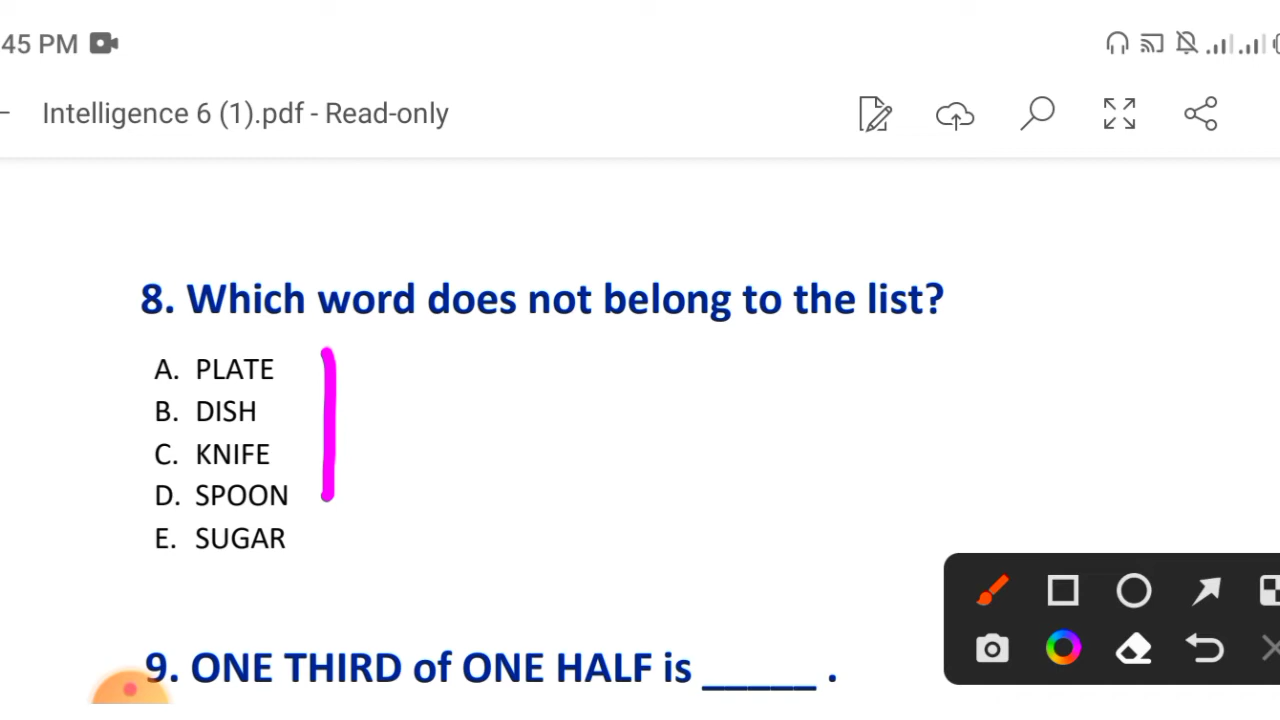 45 PM
Intelligence 6 (1).pdf - Read-only
8. Which word does not belong to the list?
A. PLATE
B. DISH
C. KNIFE
D. SPOON
E. SUGAR
9. ONE THIRD of ONE HALF is _____ .